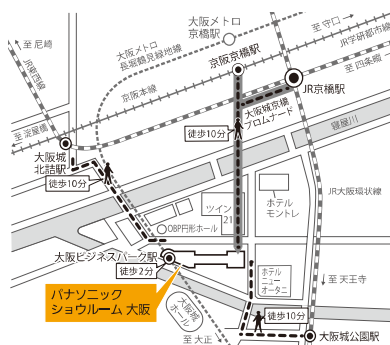 至 尼崎
JR東西線
大阪メトロ
長堀鶴見緑地線
大阪メトロ
京橋駅
京阪京橋駅
至 守口
JR学研都市線
至 四条畷
京阪本線
至 淀屋橋
大阪城京橋
プロムナード
JR京橋駅
寝屋川
大阪城
北詰駅
徒歩10分
徒歩10分
ツイン
21
ホテル
モントレ
JR大阪環状線
OBP円形ホール
大阪ビジネスパーク駅
徒歩2分
ホテル
ニュー
オータニ
至 天王寺
パナソニック
ショウルーム 大阪
大阪城
ホール
徒歩10分
至 大正
大阪城公園駅